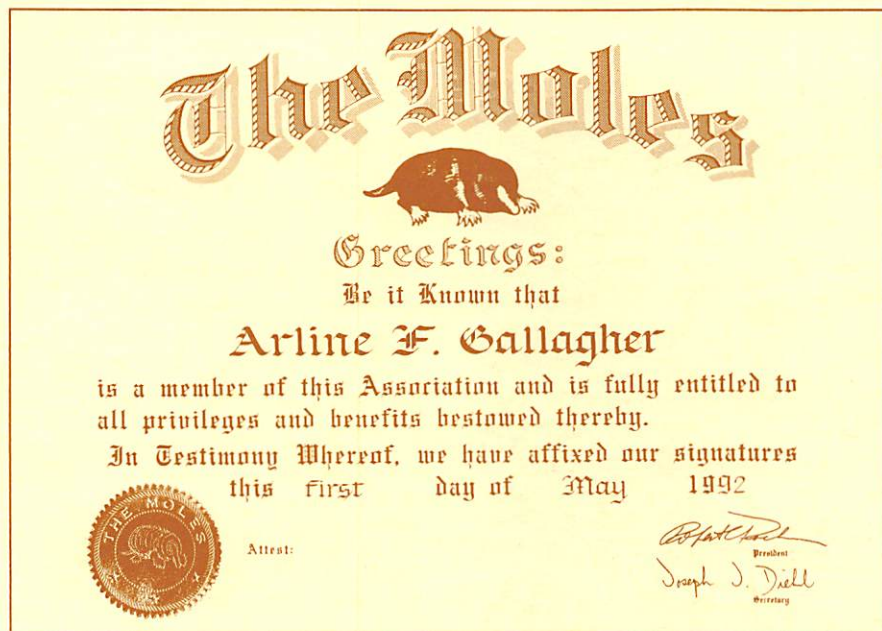 The Moles
Greetings:
Be it Known that
Arline F. Gallagher
is a member of this Association and is fully entitled to
all privileges and benefits bestowed thereby.
In Testimony Whereof, we have affixed our signatures
this First day of May 1992
THE MOLES
Attest:
President
Joseph J. Diehl
Secretary